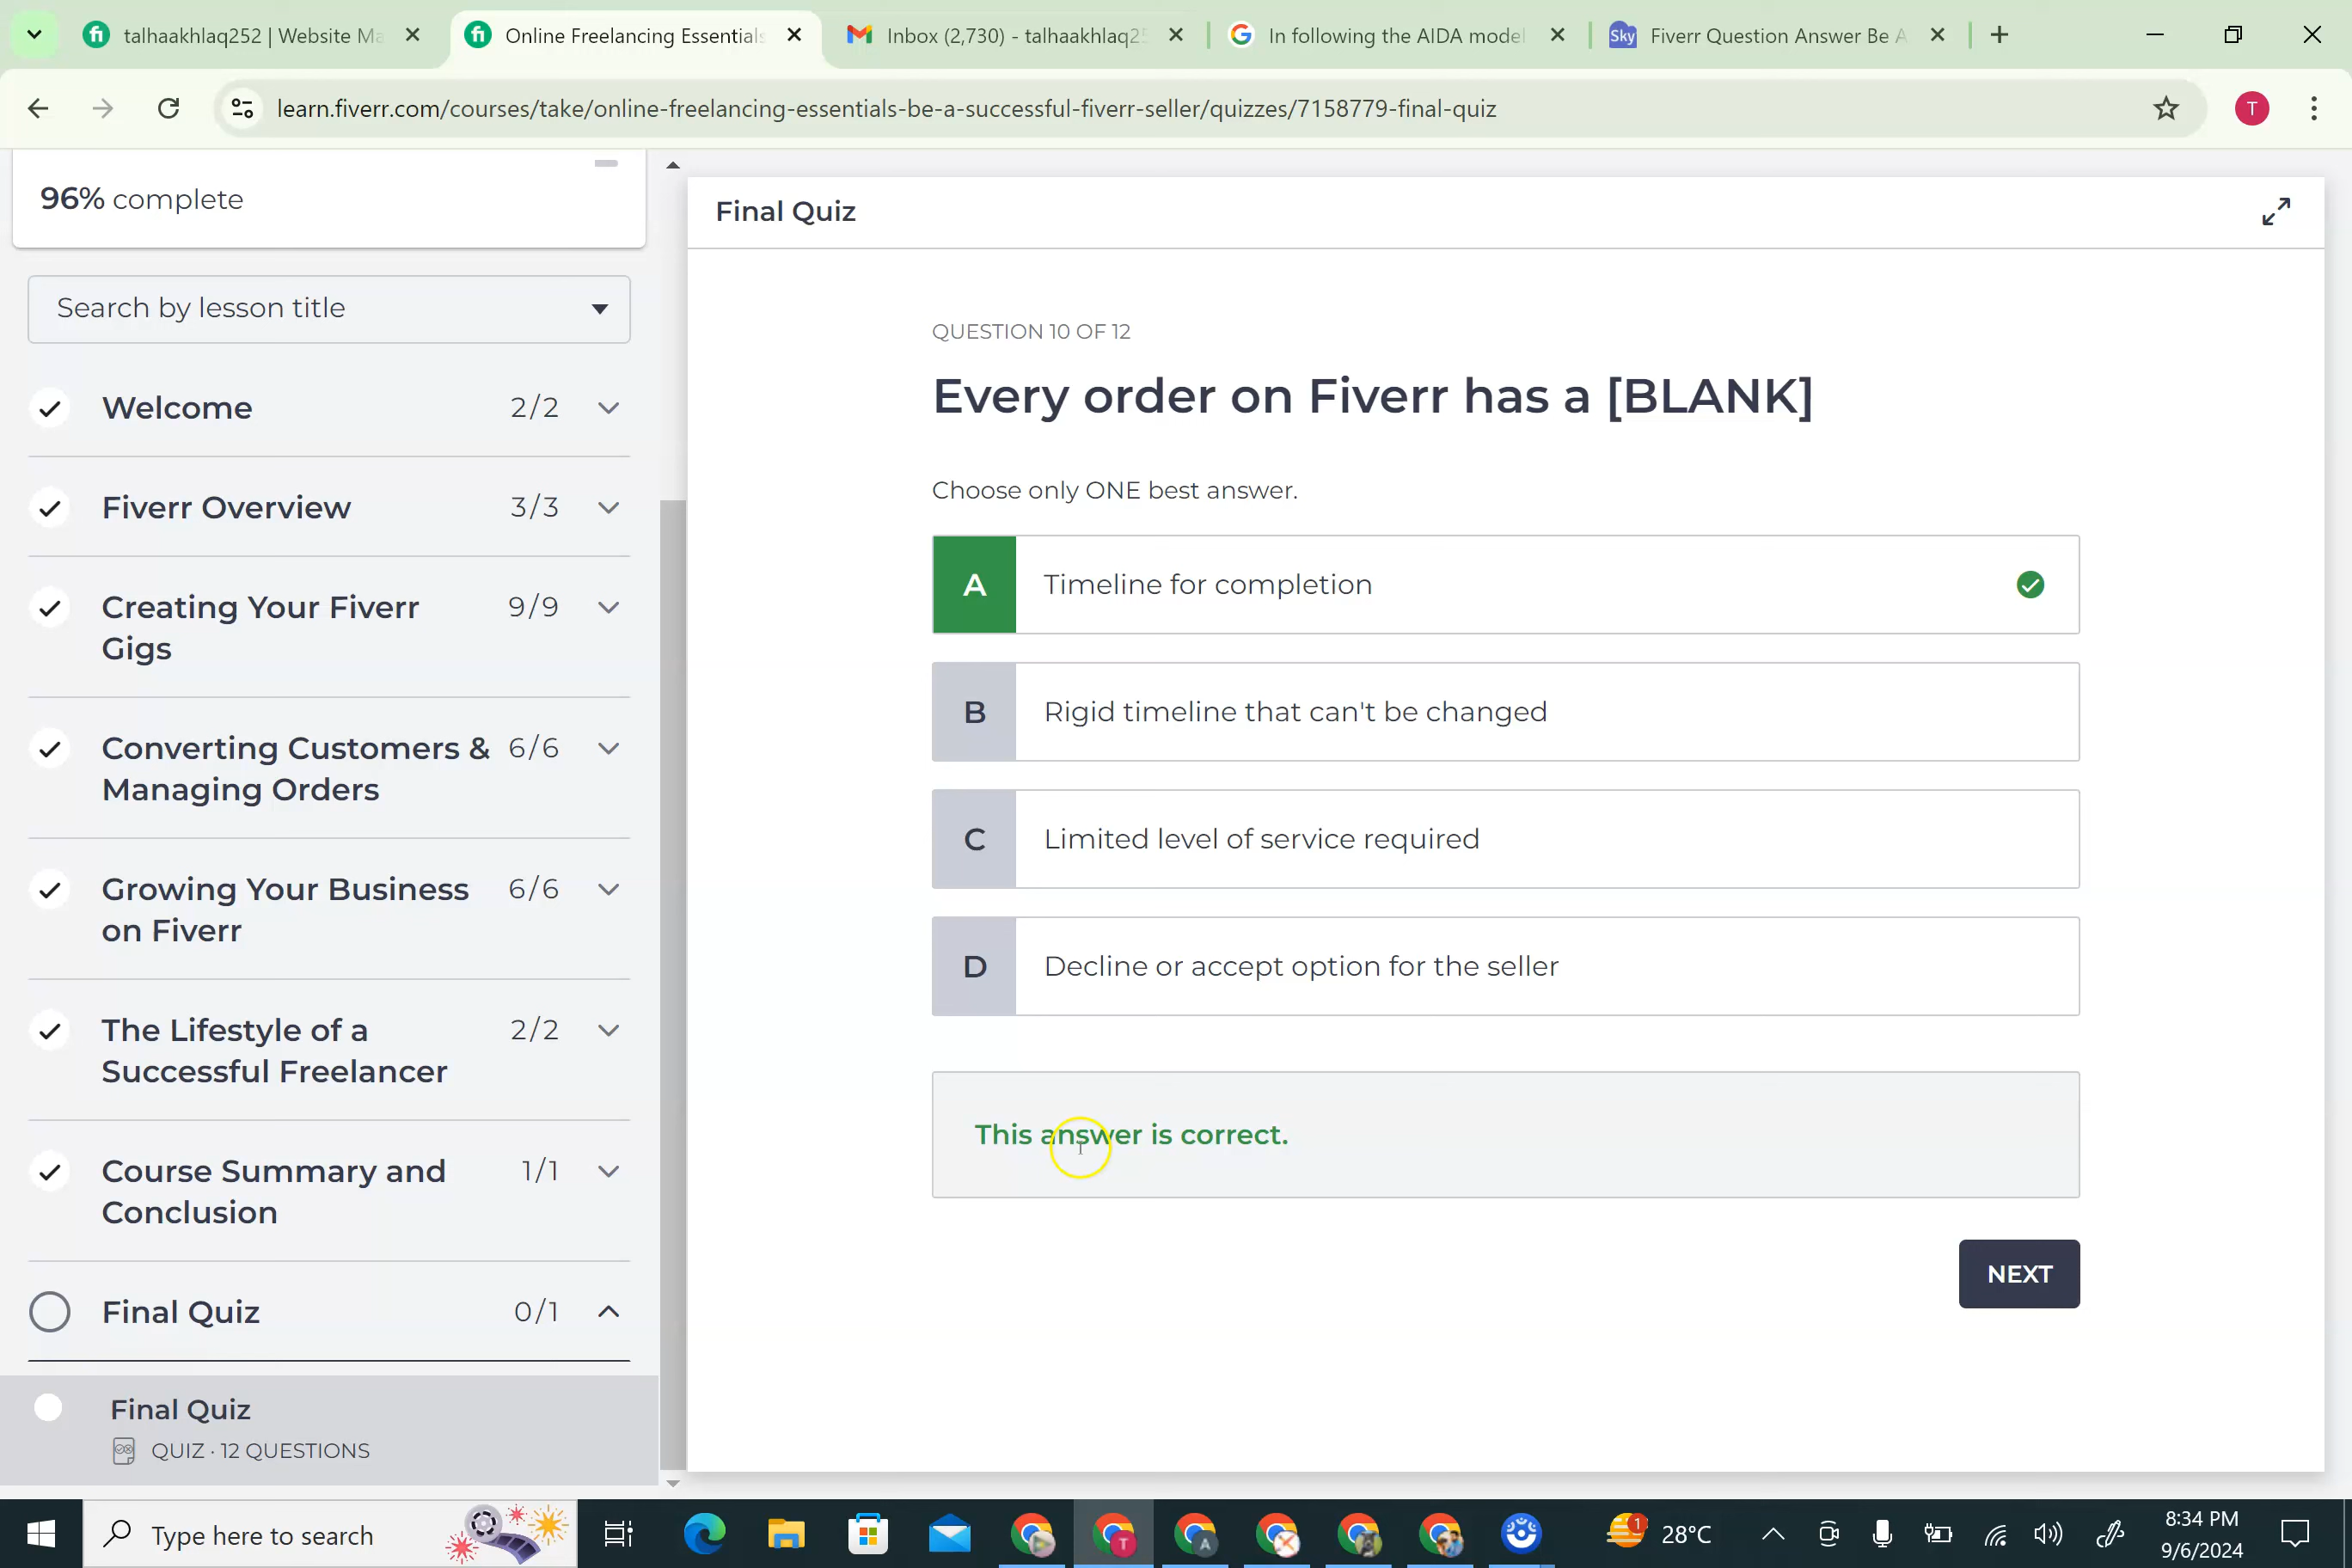 talhaakhlaq252 | Website Ma
Online Freelancing Essentials
Inbox (2,730) - talhaakhlaq25
In following the AIDA model
Sky
Fiverr Question Answer Be A
learn.fiverr.com/courses/take/online-freelancing-essentials-be-a-successful-fiverr-seller/quizzes/7158779-final-quiz
T
96% complete
Search by lesson title
Welcome 2/2
Fiverr Overview 3/3
Creating Your Fiverr 9/9
Gigs
Converting Customers & 6/6
Managing Orders
Growing Your Business 6/6
on Fiverr
The Lifestyle of a 2/2
Successful Freelancer
Course Summary and 1/1
Conclusion
Final Quiz 0/1
Final Quiz
QUIZ · 12 QUESTIONS
Final Quiz
QUESTION 10 OF 12
Every order on Fiverr has a [BLANK]
Choose only ONE best answer.
A Timeline for completion
B Rigid timeline that can't be changed
C Limited level of service required
D Decline or accept option for the seller
This answer is correct.
NEXT
Type here to search
T
A
1
28°C
8:34 PM
9/6/2024